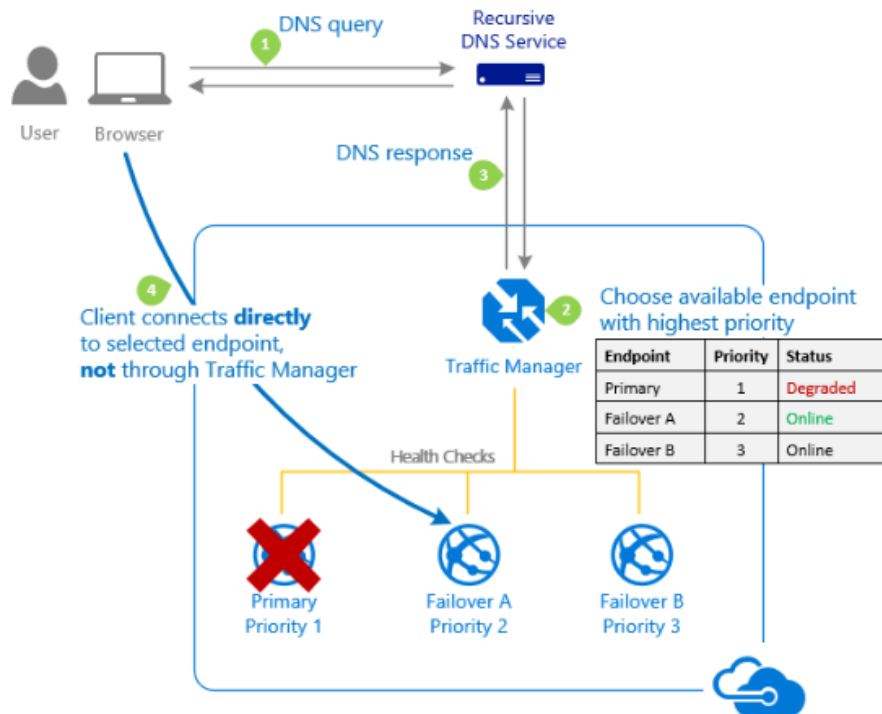 DNS query
1
Recursive
DNS Service
User
Browser
DNS response
3
4
Client connects directly
to selected endpoint,
not through Traffic Manager
2
Traffic Manager
Choose available endpoint
with highest priority
Endpoint Priority Status
Primary 1 Degraded
Failover A 2 Online
Failover B 3 Online
Health Checks
Primary
Priority 1
Failover A
Priority 2
Failover B
Priority 3